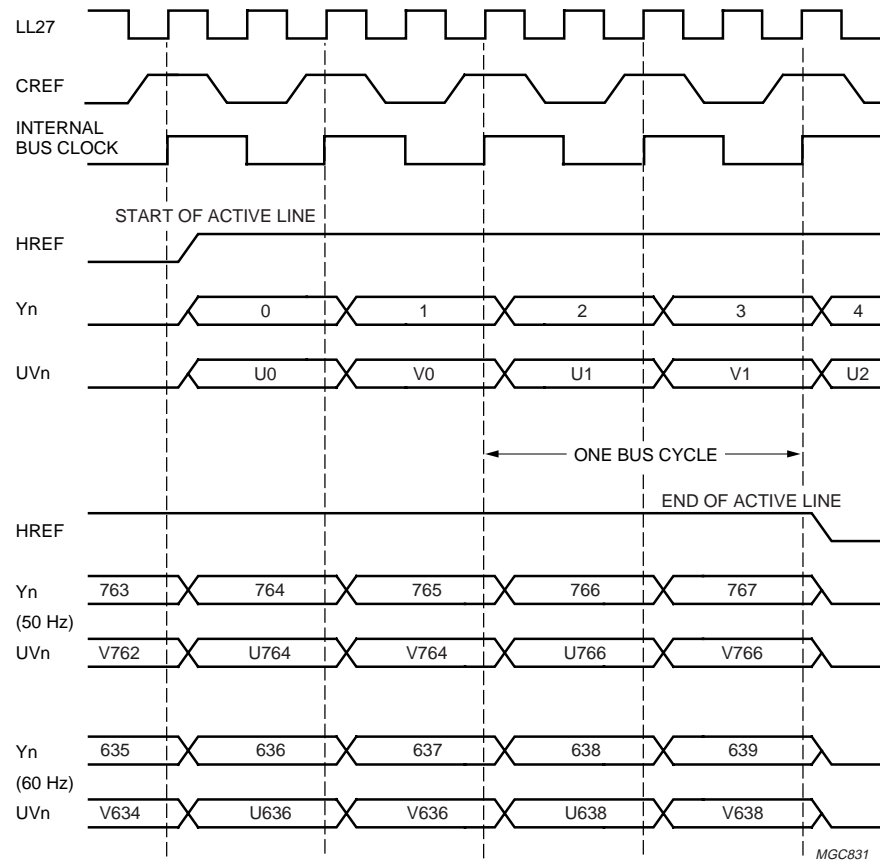 LL27
CREF
INTERNAL
BUS CLOCK
START OF ACTIVE LINE
HREF
Yn 0 1 2 3 4
UVn U0 V0 U1 V1 U2
ONE BUS CYCLE
END OF ACTIVE LINE
HREF
Yn 763 764 765 766 767
(50 Hz)
UVn V762 U764 V764 U766 V766
Yn 635 636 637 638 639
(60 Hz)
UVn V634 U636 V636 U638 V638
MGC831